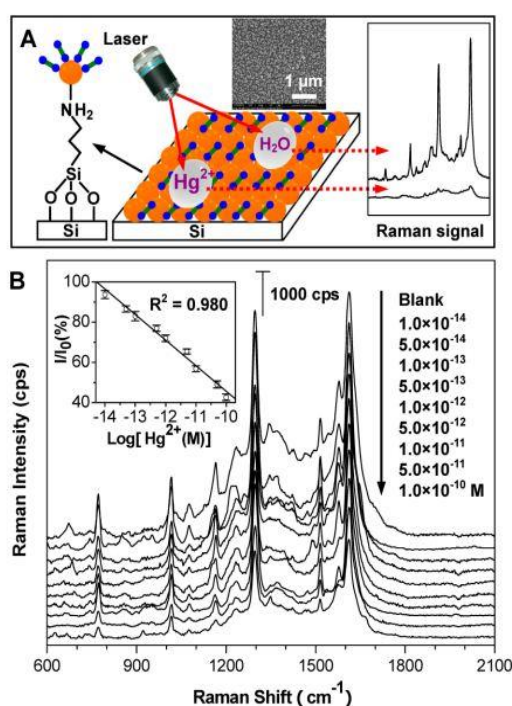 A
Laser
1 μm
NH₂
H₂O
Hg²⁺
Si
O O O
Si
Si
Raman signal
B
1000 cps
R² = 0.980
I/I₀(%)
100
80
60
40
-14 -13 -12 -11 -10
Log[ Hg²⁺(M)]
Blank
1.0×10⁻¹⁴
5.0×10⁻¹⁴
1.0×10⁻¹³
5.0×10⁻¹³
1.0×10⁻¹²
5.0×10⁻¹²
1.0×10⁻¹¹
5.0×10⁻¹¹
1.0×10⁻¹⁰ M
Raman Intensity (cps)
600 900 1200 1500 1800 2100
Raman Shift ( cm⁻¹)